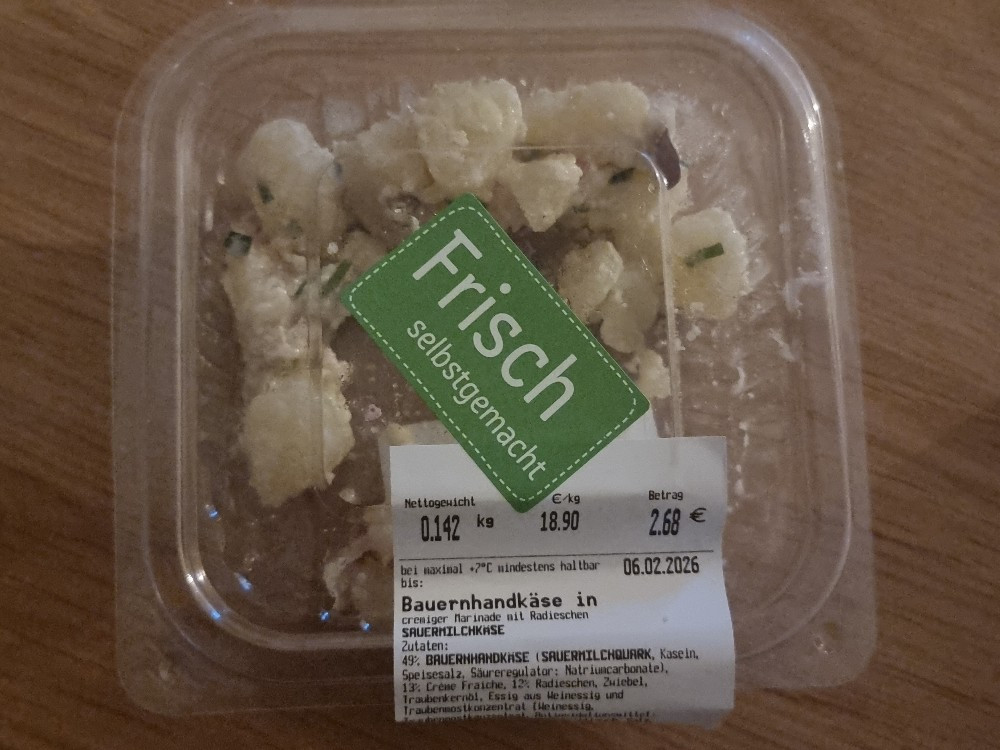 Frisch
selbstgemacht
Nettogewicht €/kg Betrag
0.142 kg 18.90 2.68 €
bei maximal +7°C mindestens haltbar 06.02.2026
bis:
Bauernhandkäse in
cremiger Marinade mit Radieschen
SAUERMILCHKÄSE
Zutaten:
49% BAUERNHANDKÄSE (SAUERMILCHQUARK, Kasein,
Speisesalz, Säureregulator: Natriumcarbonate),
13% Crème Fraîche, 12% Radieschen, Zwiebel,
Traubenkernöl, Essig aus Weinessig und
Traubenmostkonzentrat (Weinessig,